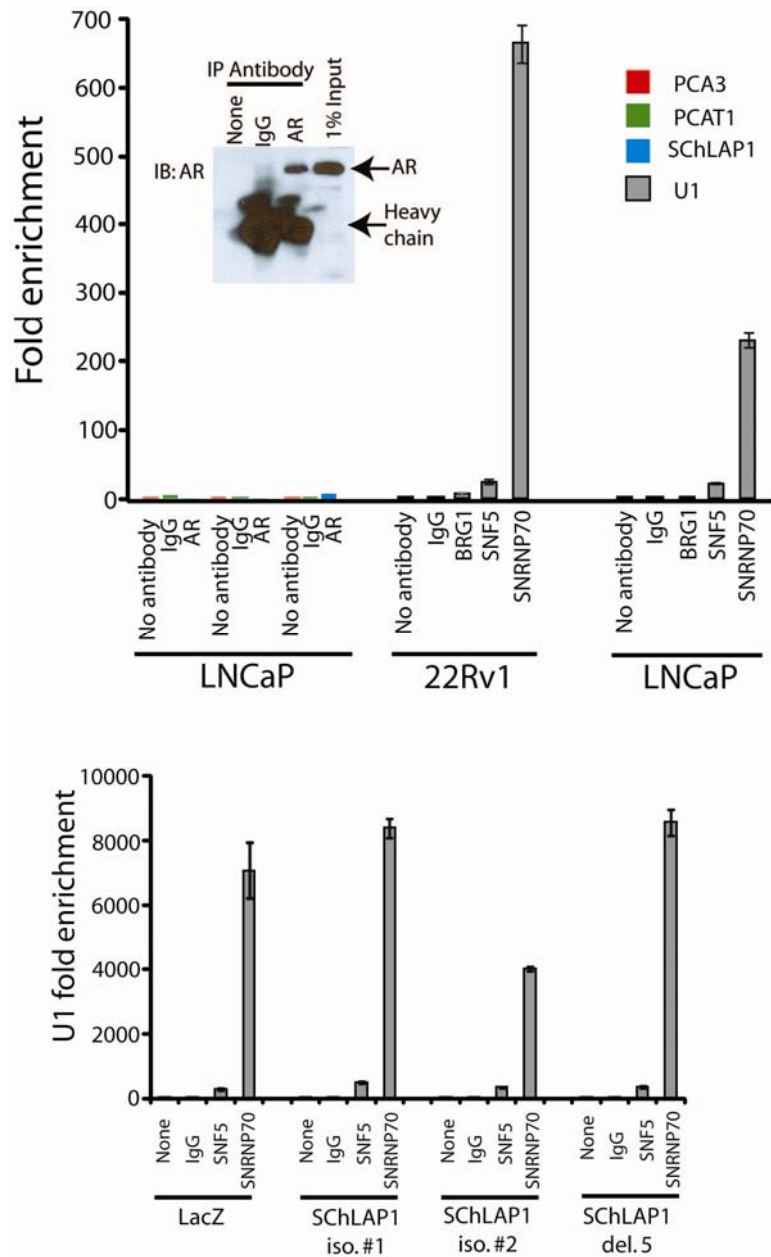 700
600
500
400
300
200
100
0
Fold enrichment
IP Antibody
None
IgG
AR
1% Input
IB: AR
AR
Heavy
chain
PCA3
PCAT1
SChLAP1
U1
No antibody
IgG
AR
No antibody
IgG
AR
No antibody
IgG
AR
No antibody
IgG
BRG1
SNF5
SNRNP70
No antibody
IgG
BRG1
SNF5
SNRNP70
LNCaP
22Rv1
LNCaP
10000
8000
6000
4000
2000
0
U1 fold enrichment
None
IgG
SNF5
SNRNP70
None
IgG
SNF5
SNRNP70
None
IgG
SNF5
SNRNP70
None
IgG
SNF5
SNRNP70
LacZ
SChLAP1
iso. #1
SChLAP1
iso. #2
SChLAP1
del. 5